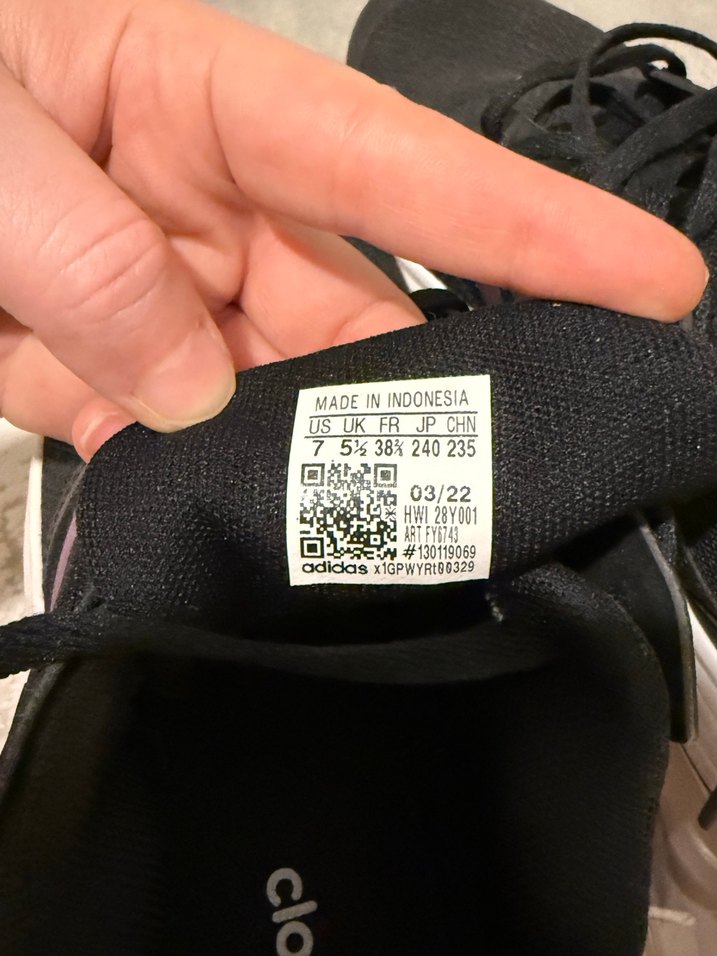 MADE IN INDONESIA
US UK FR JP CHN
7 5½ 38⅔ 240 235
03/22
HWI 28Y001
ART FY6743
#130119069
adidas x1GPWYRt00329
clo